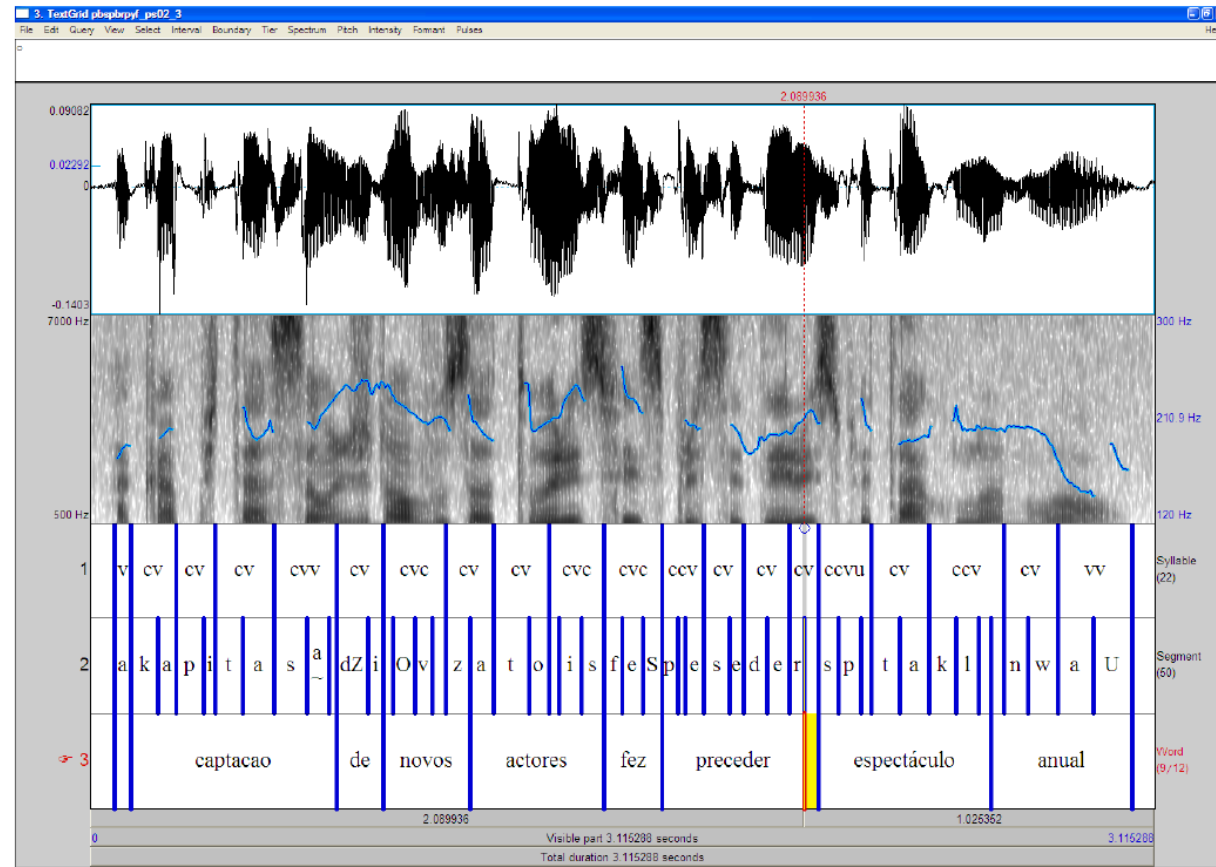 3. TextGrid pbspbrpyf_ps02_3
File Edit Query View Select Interval Boundary Tier Spectrum Pitch Intensity Formant Pulses He
2.089936
0.09082
0.02292
0
-0.1403
7000 Hz 300 Hz
210.9 Hz
500 Hz 120 Hz
1 v cv cv cv cvv cv cvc cv cv cvc cvc ccv cv cv cv ccvu cv ccv cv vv Syllable (22)
2 a k a p i t a s a ~ dZ i O v z a t o i s f e S p e s e d e r s p t a k l n w a U Segment (50)
3 captacao de novos actores fez preceder espectáculo anual Word (9/12)
2.089936 1.025352
0 Visible part 3.115288 seconds 3.115288
Total duration 3.115288 seconds